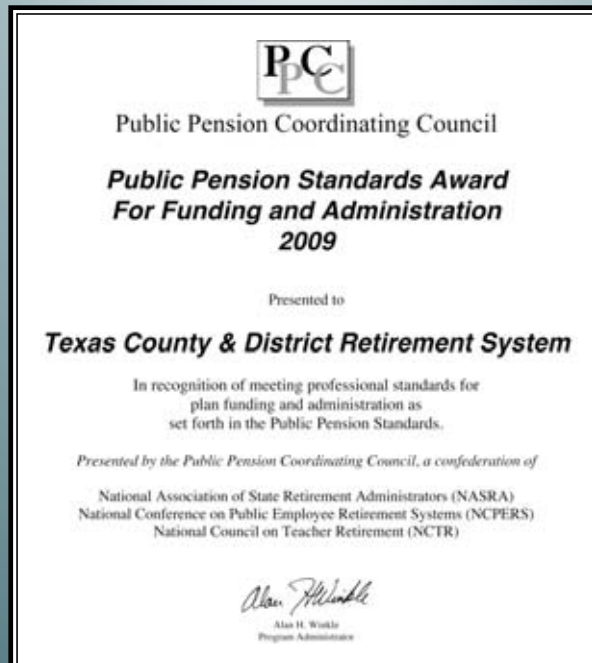 PPCC
Public Pension Coordinating Council
Public Pension Standards Award
For Funding and Administration
2009
Presented to
Texas County & District Retirement System
In recognition of meeting professional standards for
plan funding and administration as
set forth in the Public Pension Standards.
Presented by the Public Pension Coordinating Council, a confederation of
National Association of State Retirement Administrators (NASRA)
National Conference on Public Employee Retirement Systems (NCPERS)
National Council on Teacher Retirement (NCTR)
Alan H Winkle
Alan H. Winkle
Program Administrator